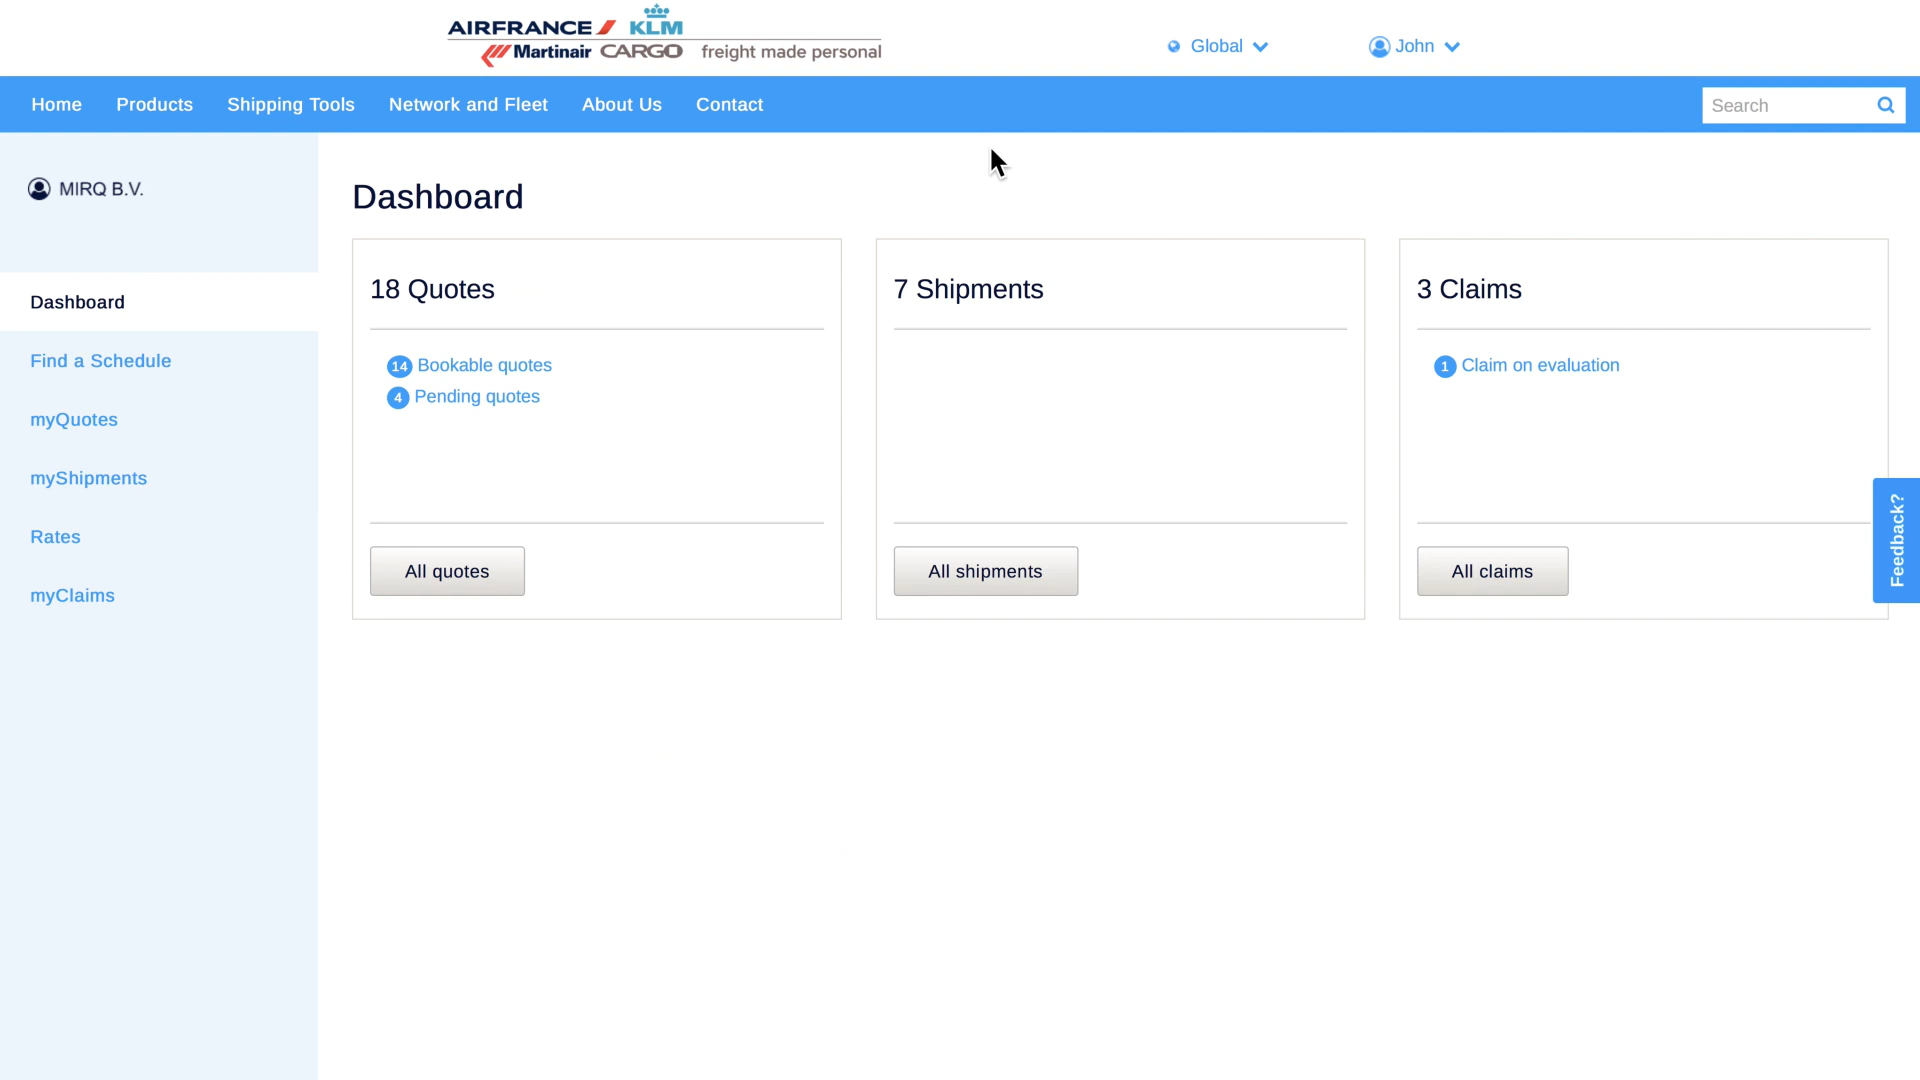 AIRFRANCE KLM
Martinair CARGO freight made personal
Global
John
Home Products Shipping Tools Network and Fleet About Us Contact
Search
MIRQ B.V.
Dashboard
Find a Schedule
myQuotes
myShipments
Rates
myClaims
Dashboard
18 Quotes
14 Bookable quotes
4 Pending quotes
All quotes
7 Shipments
All shipments
3 Claims
1 Claim on evaluation
All claims
Feedback?